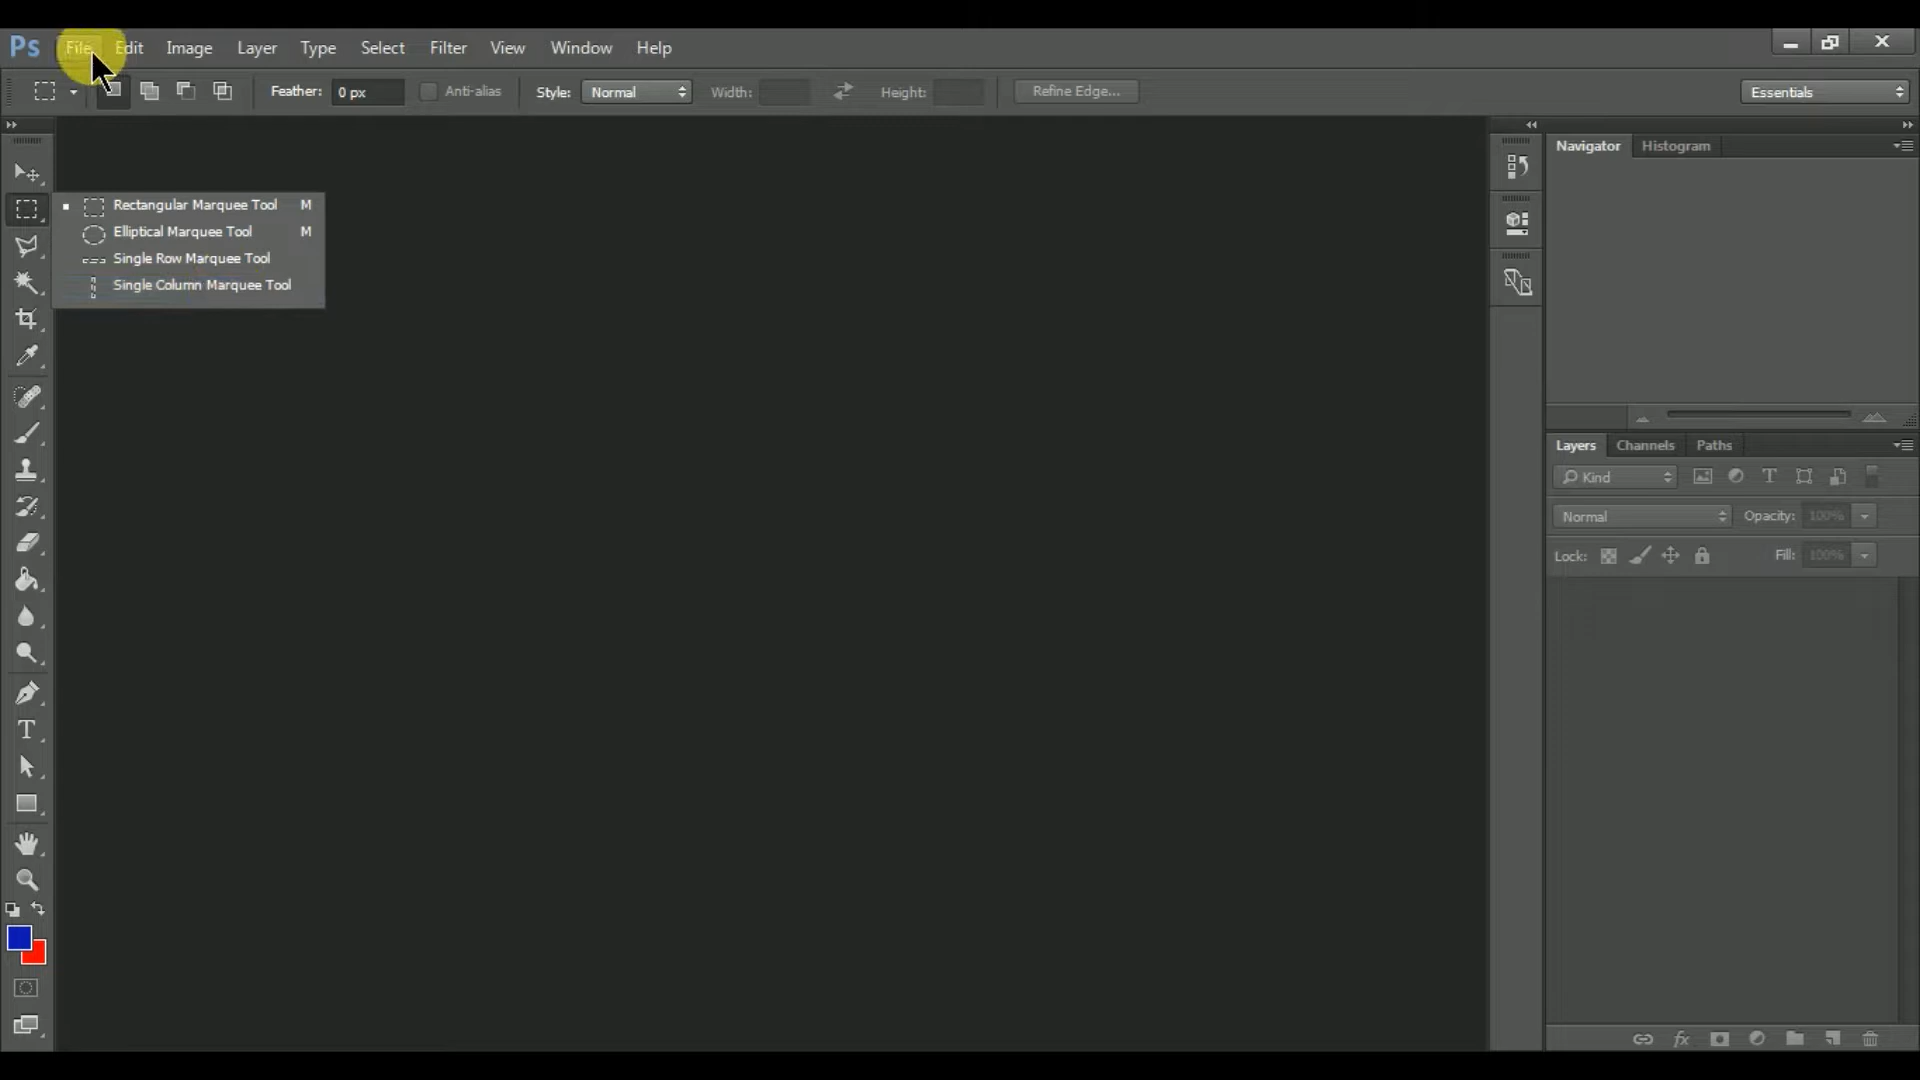 Ps File Edit Image Layer Type Select Filter View Window Help
Feather: 0 px Anti-alias Style: Normal Width: Height: Refine Edge... Essentials
Navigator Histogram
Rectangular Marquee Tool M
Elliptical Marquee Tool M
Single Row Marquee Tool
Single Column Marquee Tool
Layers Channels Paths
Kind T
Normal Opacity: 100%
Lock: Fill: 100%
T
fx